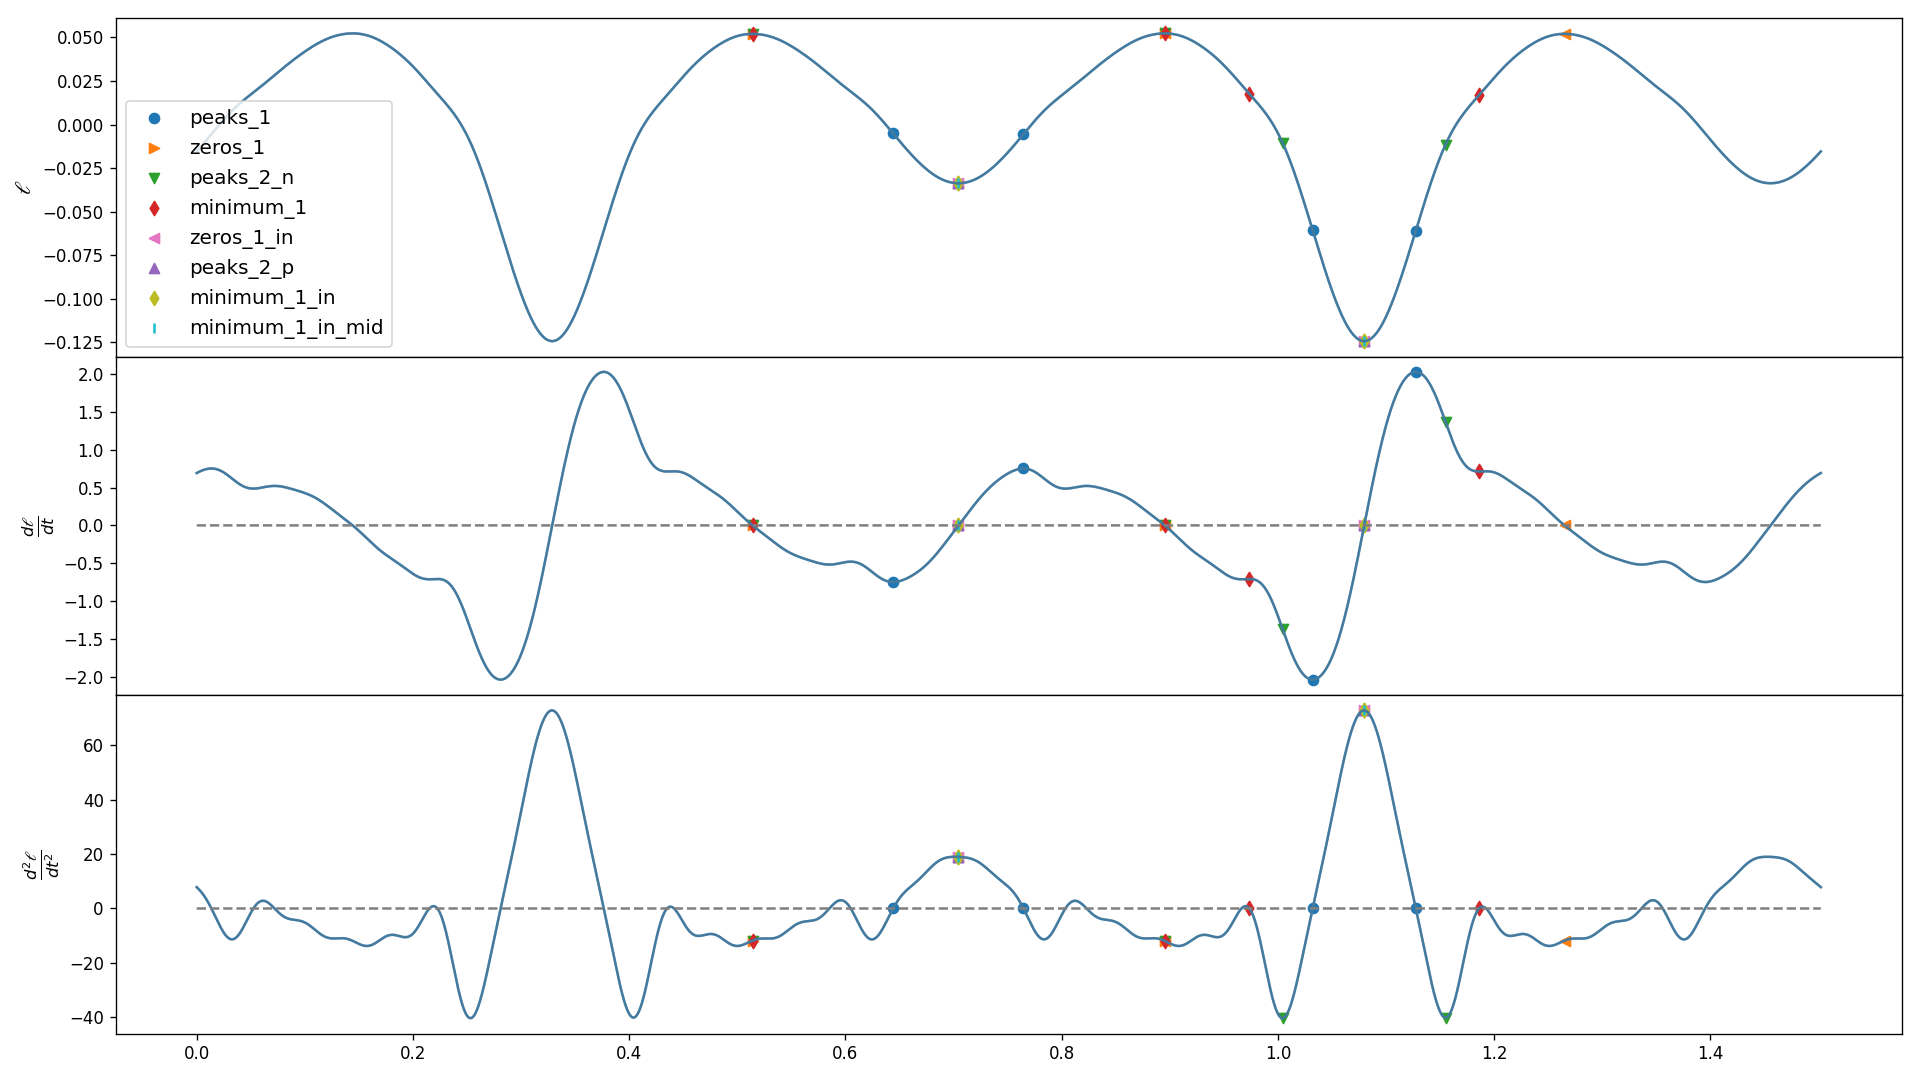 0.050
0.025
0.000
−0.025
−0.050
−0.075
−0.100
−0.125
ℓ
peaks_1
zeros_1
peaks_2_n
minimum_1
zeros_1_in
peaks_2_p
minimum_1_in
minimum_1_in_mid
2.0
1.5
1.0
0.5
0.0
−0.5
−1.0
−1.5
−2.0
dℓ
dt
60
40
20
0
−20
−40
d²ℓ
dt²
0.0 0.2 0.4 0.6 0.8 1.0 1.2 1.4